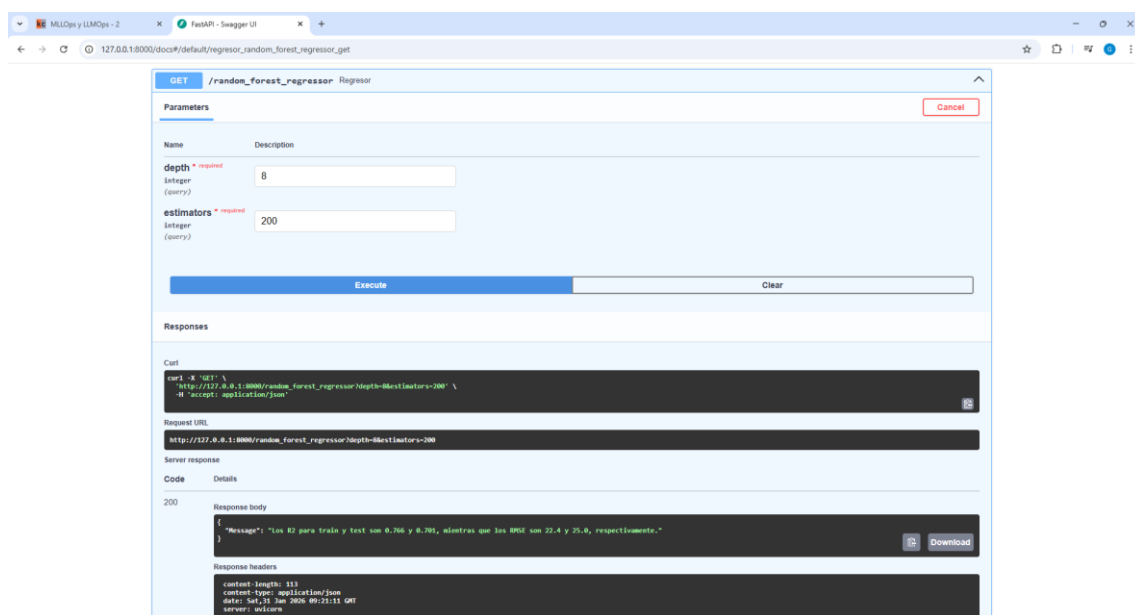 kc MLLOps y LLMOps - 2
FastAPI - Swagger UI
127.0.0.1:8000/docs#/default/regresor_random_forest_regressor_get
GET /random_forest_regressor Regresor
Parameters
Cancel
Name Description
depth * required
integer
(query)
8
estimators * required
integer
(query)
200
Execute Clear
Responses
Curl
curl -X 'GET' \
'http://127.0.0.1:8000/random_forest_regressor?depth=8&estimators=200' \
-H 'accept: application/json'
Request URL
http://127.0.0.1:8000/random_forest_regressor?depth=8&estimators=200
Server response
Code Details
200
Response body
{
"Message": "Los R2 para train y test son 0.766 y 0.701, mientras que los RMSE son 22.4 y 25.0, respectivamente."
}
Download
Response headers
content-length: 113
content-type: application/json
date: Sat,31 Jan 2026 09:21:11 GMT
server: uvicorn